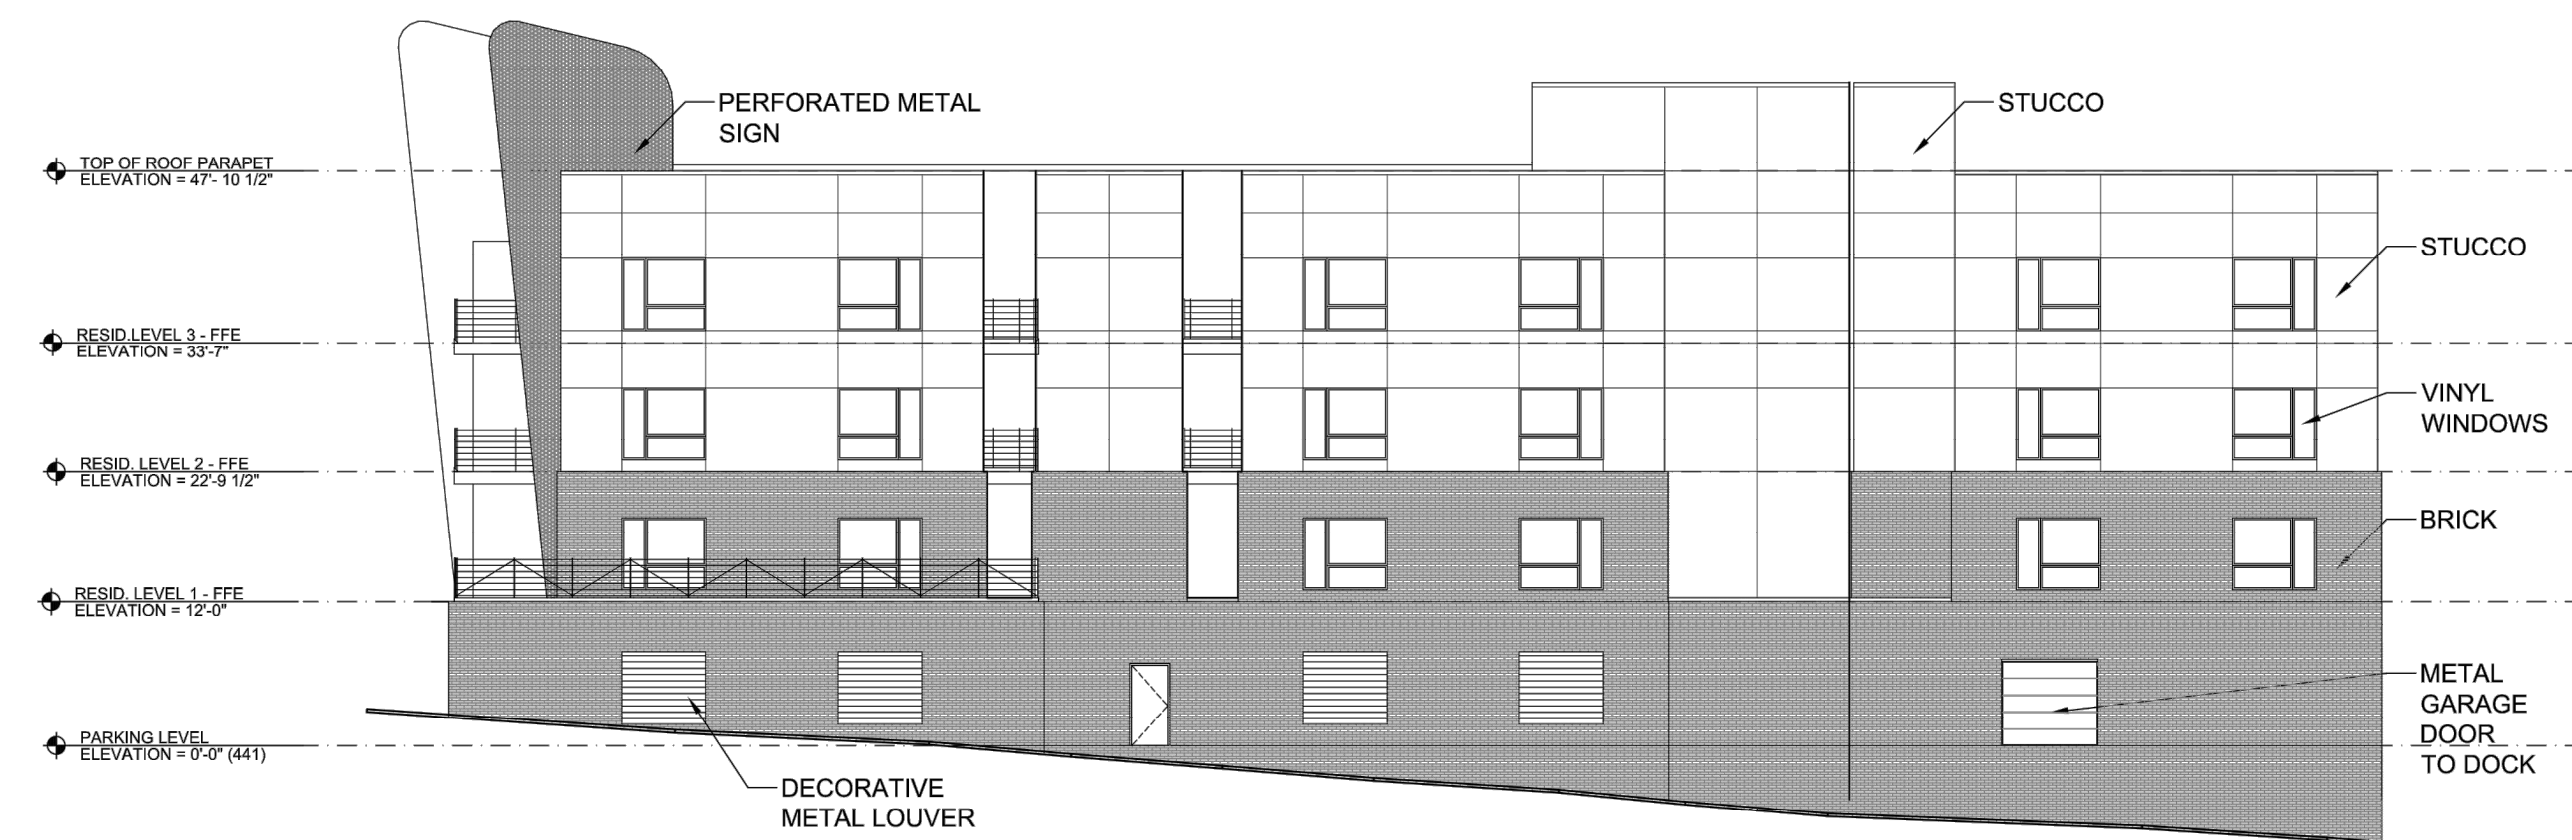 PERFORATED METAL
SIGN
STUCCO
TOP OF ROOF PARAPET
ELEVATION = 47'- 10 1/2"
STUCCO
RESID.LEVEL 3 - FFE
ELEVATION = 33'-7"
VINYL
WINDOWS
RESID. LEVEL 2 - FFE
ELEVATION = 22'-9 1/2"
BRICK
RESID. LEVEL 1 - FFE
ELEVATION = 12'-0"
METAL
GARAGE
DOOR
TO DOCK
PARKING LEVEL
ELEVATION = 0'-0" (441)
DECORATIVE
METAL LOUVER